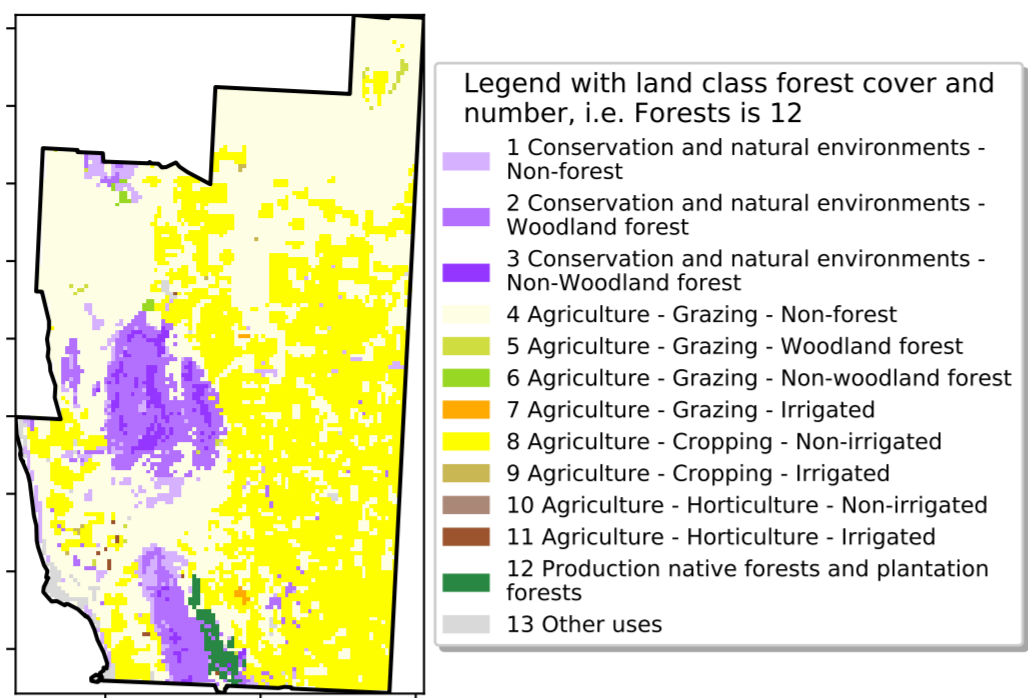 Legend with land class forest cover and
number, i.e. Forests is 12
1 Conservation and natural environments -
Non-forest
2 Conservation and natural environments -
Woodland forest
3 Conservation and natural environments -
Non-Woodland forest
4 Agriculture - Grazing - Non-forest
5 Agriculture - Grazing - Woodland forest
6 Agriculture - Grazing - Non-woodland forest
7 Agriculture - Grazing - Irrigated
8 Agriculture - Cropping - Non-irrigated
9 Agriculture - Cropping - Irrigated
10 Agriculture - Horticulture - Non-irrigated
11 Agriculture - Horticulture - Irrigated
12 Production native forests and plantation
forests
13 Other uses